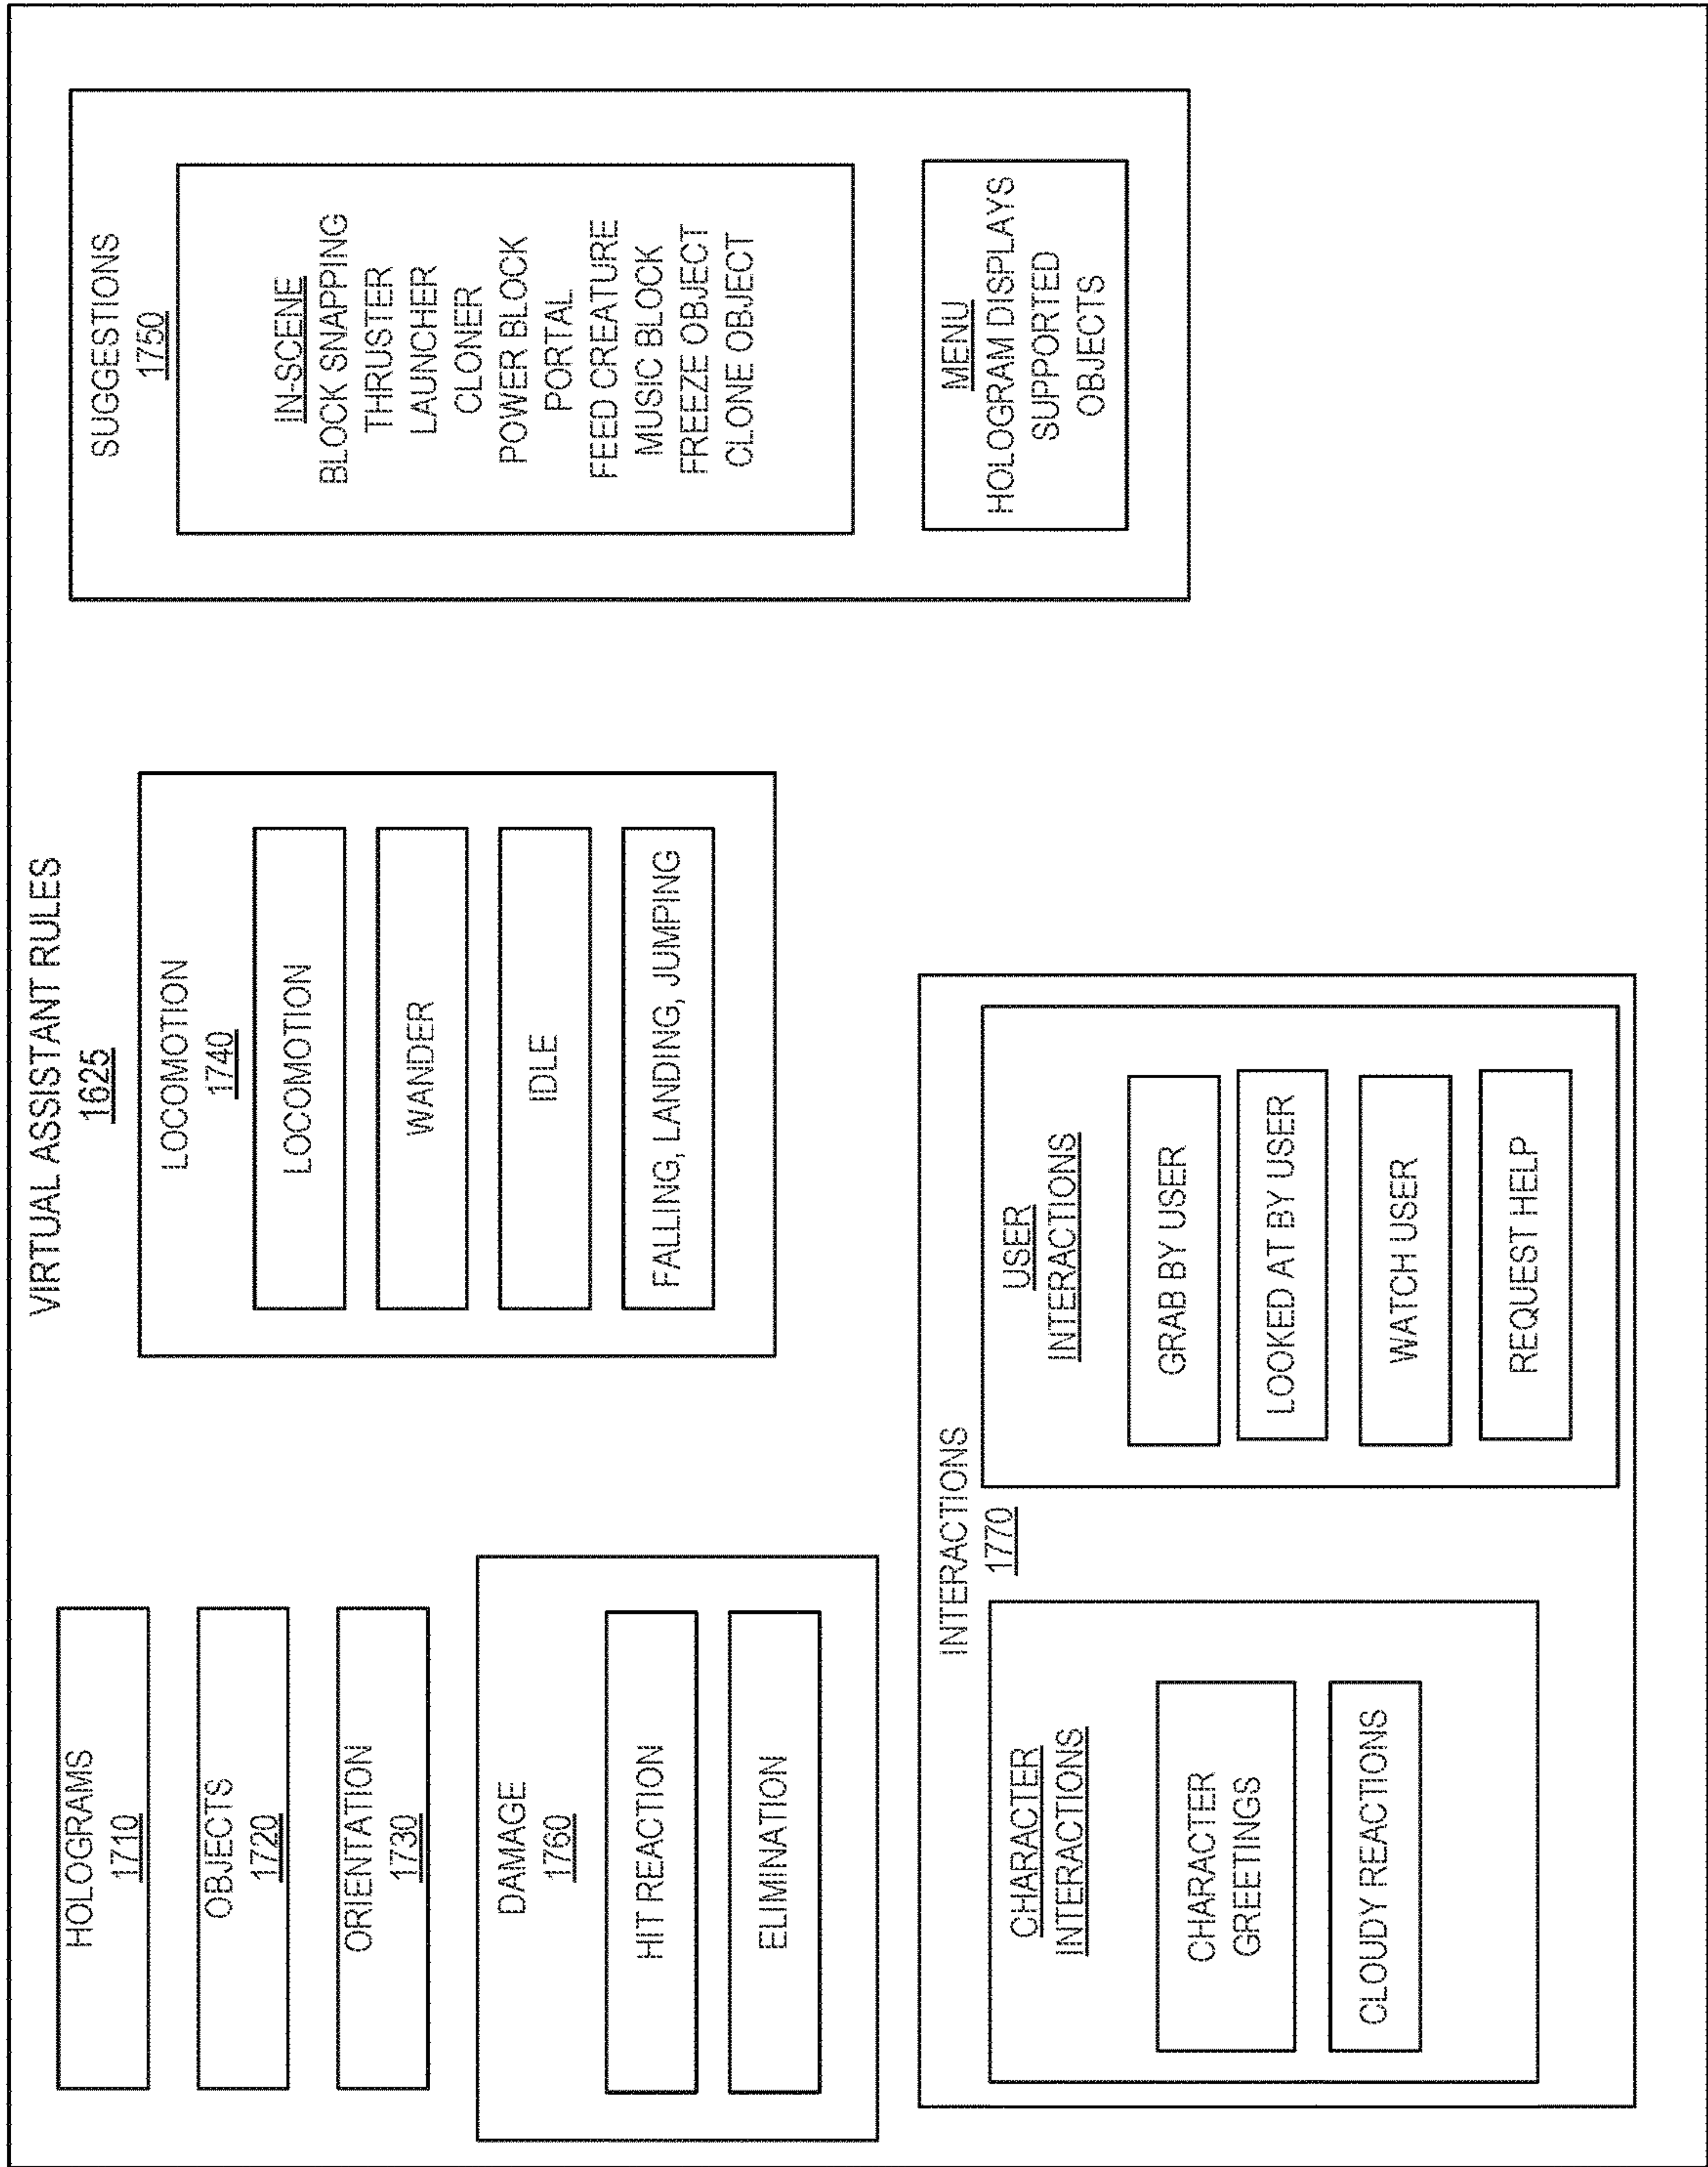 VIRTUAL ASSISTANT RULES
1625
HOLOGRAMS
1710
OBJECTS
1720
ORIENTATION
1730
DAMAGE
1760
HIT REACTION
ELIMINATION
LOCOMOTION
1740
LOCOMOTION
WANDER
IDLE
FALLING, LANDING, JUMPING
SUGGESTIONS
1750
IN-SCENE
BLOCK SNAPPING
THRUSTER
LAUNCHER
CLONER
POWER BLOCK
PORTAL
FEED CREATURE
MUSIC BLOCK
FREEZE OBJECT
CLONE OBJECT
MENU
HOLOGRAM DISPLAYS
SUPPORTED
OBJECTS
INTERACTIONS
1770
CHARACTER
INTERACTIONS
CHARACTER
GREETINGS
CLOUDY REACTIONS
USER
INTERACTIONS
GRAB BY USER
LOOKED AT BY USER
WATCH USER
REQUEST HELP